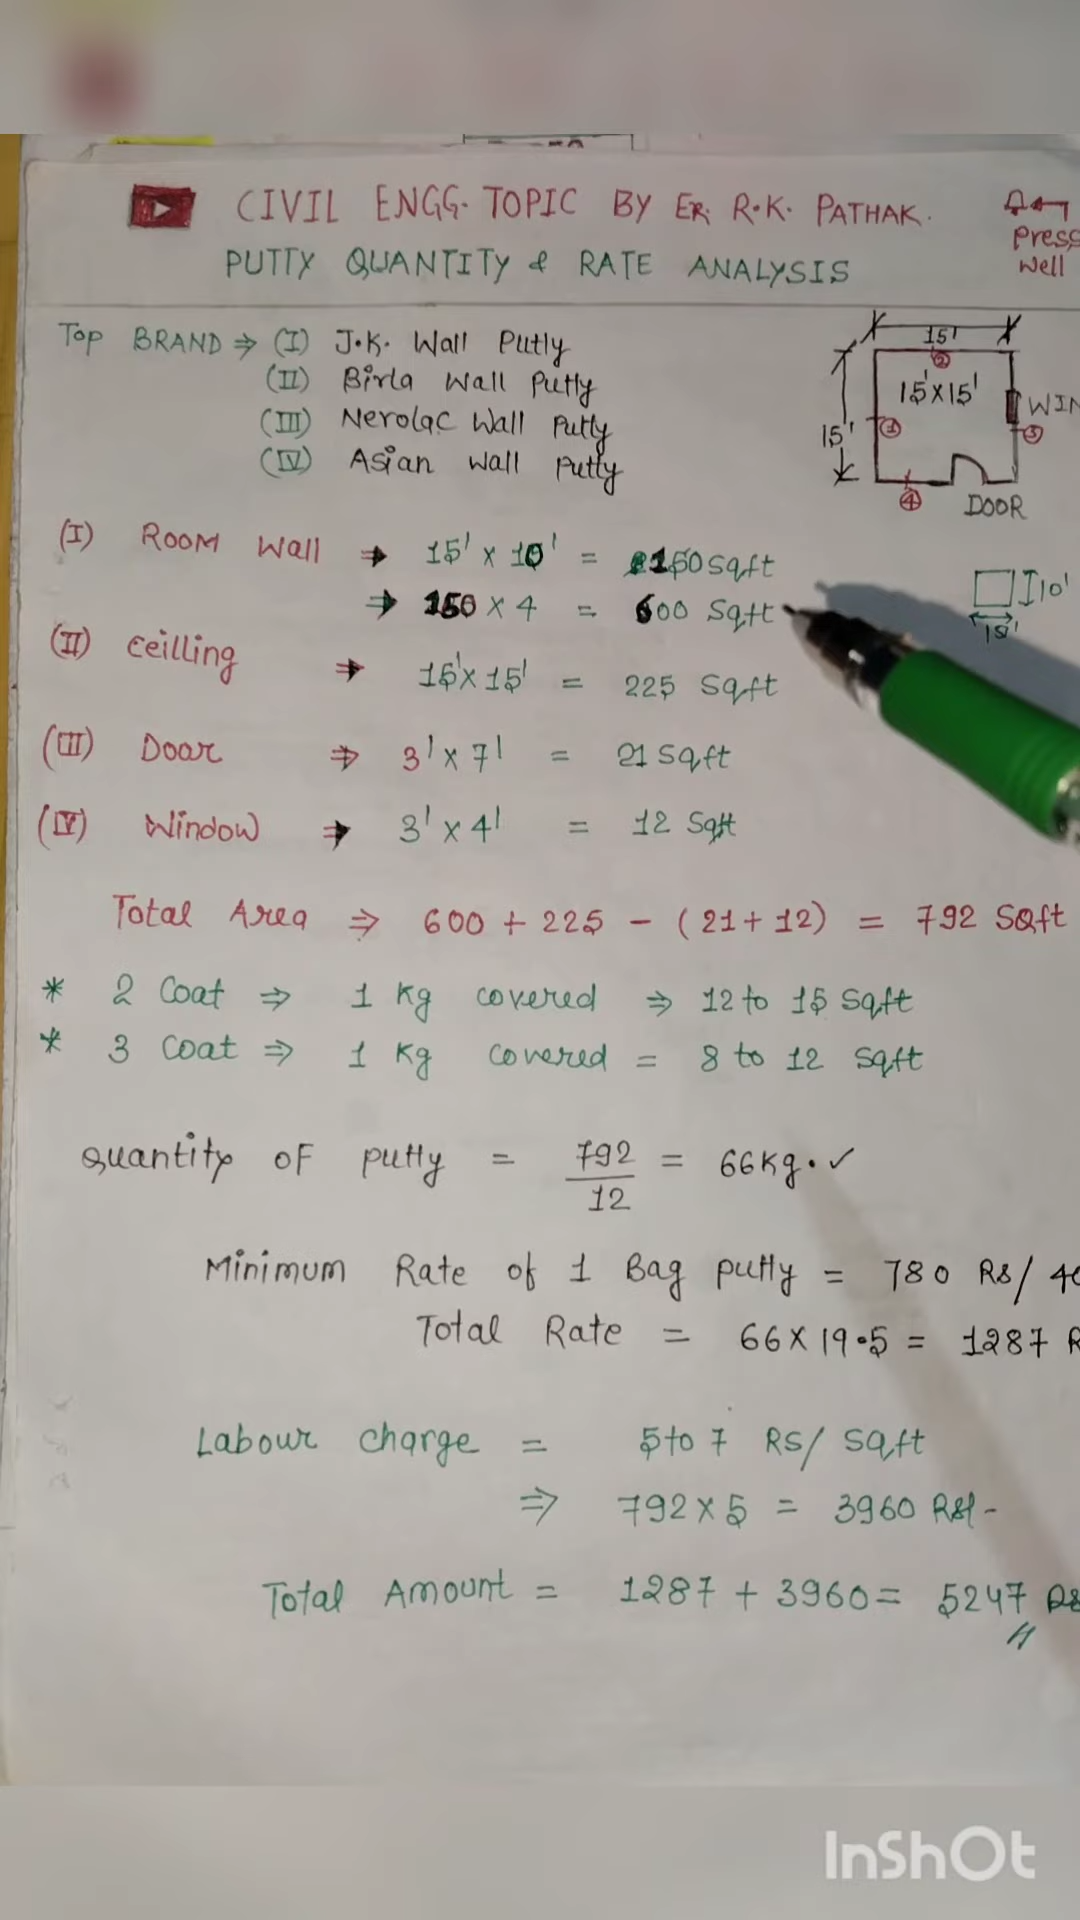 CIVIL ENGG. TOPIC BY ER. R.K. PATHAK.
Press
Well
PUTTY QUANTITY & RATE ANALYSIS
Top BRAND ⇒ (I) J.K. Wall Putty
(II) Birla Wall Putty
(III) Nerolac Wall Putty
(IV) Asian Wall Putty
15'
②
15'X15'
15'
①
WIN
③
④
DOOR
(I) ROOM Wall → 15' x 10' = 150 Sqft
⇒ 150 x 4 = 600 Sqft
10'
(II) Ceilling → 15'x 15' = 225 Sqft
(III) Doar ⇒ 3' x 7' = 21 Sqft
(IV) Window → 3' x 4' = 12 Sqft
Total Area ⇒ 600 + 225 - (21+12) = 792 SQft
* 2 Coat ⇒ 1 Kg covered ⇒ 12 to 15 Sqft
* 3 Coat ⇒ 1 Kg covered = 8 to 12 Sqft
Quantity OF Putty = 792/12 = 66Kg. ✓
Minimum Rate of 1 Bag Putty = 780 RS/
Total Rate = 66 X 19.5 = 1287 R
Labour charge = 5 to 7 RS/ Sqft
⇒ 792 X 5 = 3960
Total Amount = 1287 + 3960 = 5247 Rs
InShOt